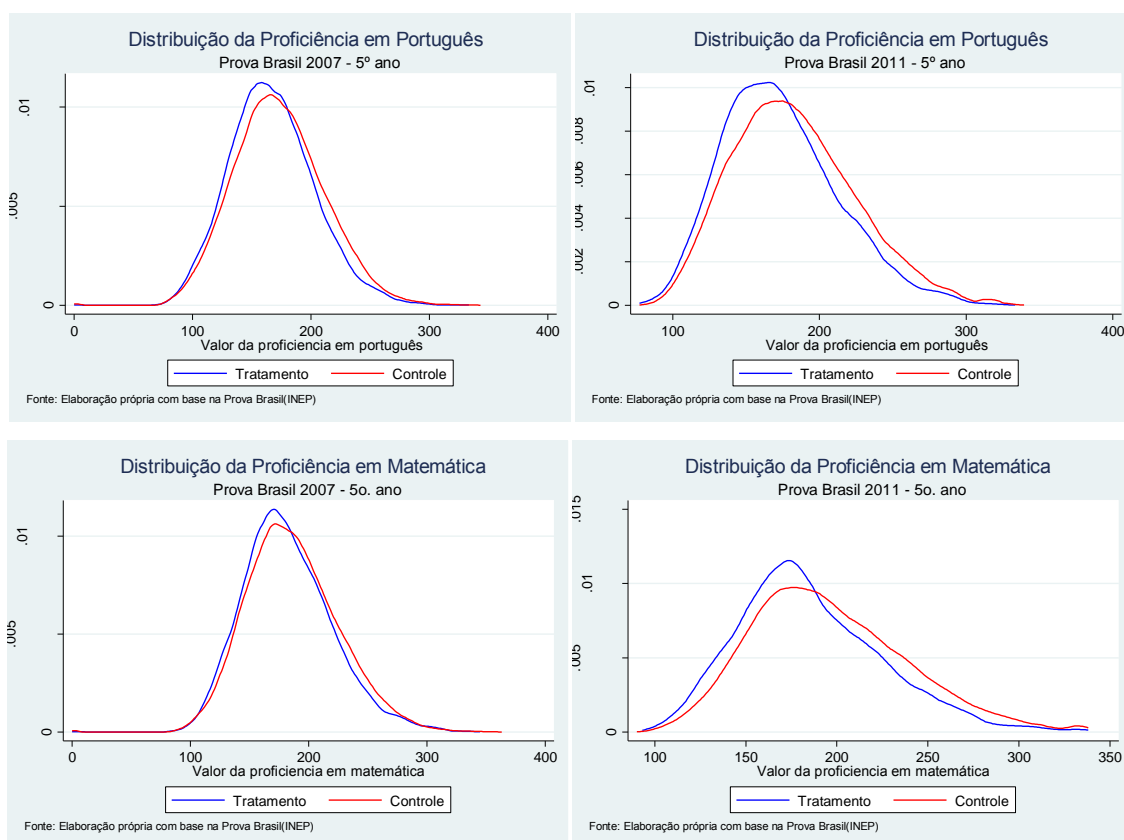 Distribuição da Proficiência em Português
Prova Brasil 2007 - 5º ano
.01
.005
0
0 100 200 300 400
Valor da proficiencia em português
Tratamento Controle
Fonte: Elaboração própria com base na Prova Brasil(INEP)
Distribuição da Proficiência em Português
Prova Brasil 2011 - 5º ano
.01
.008
.006
.004
.002
0
100 200 300 400
Valor da proficiencia em português
Tratamento Controle
Fonte: Elaboração própria com base na Prova Brasil(INEP)
Distribuição da Proficiência em Matemática
Prova Brasil 2007 - 5o. ano
.01
.005
0
0 100 200 300 400
Valor da proficiencia em matemática
Tratamento Controle
Fonte: Elaboração própria com base na Prova Brasil(INEP)
Distribuição da Proficiência em Matemática
Prova Brasil 2011 - 5o. ano
.015
.01
.005
0
100 150 200 250 300 350
Valor da proficiencia em matemática
Tratamento Controle
Fonte: Elaboração própria com base na Prova Brasil(INEP)